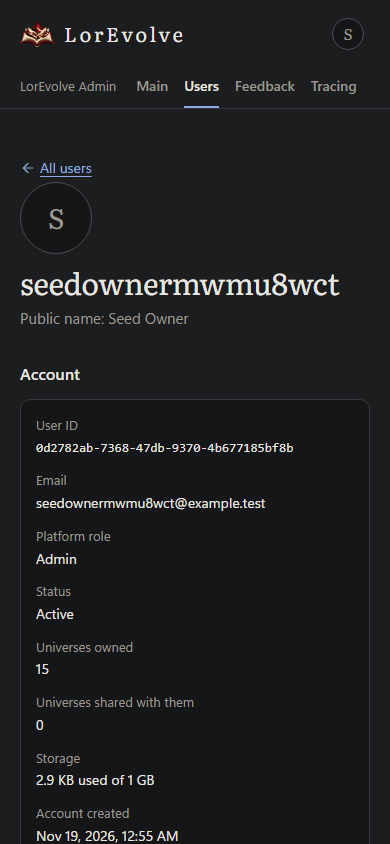 LorEvolve
S
LorEvolve Admin Main Users Feedback Tracing
← All users
S
seedownermwmu8wct
Public name: Seed Owner
Account
User ID
0d2782ab-7368-47db-9370-4b677185bf8b
Email
seedownermwmu8wct@example.test
Platform role
Admin
Status
Active
Universes owned
15
Universes shared with them
0
Storage
2.9 KB used of 1 GB
Account created
Nov 19, 2026, 12:55 AM